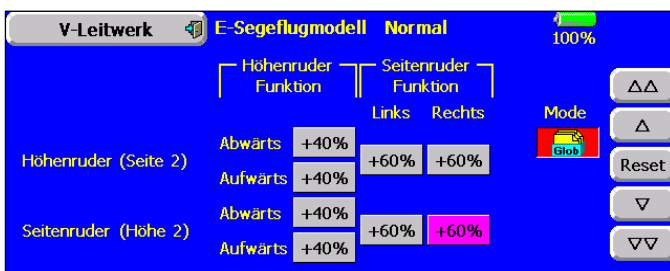 V-Leitwerk E-Segeflugmodell Normal 100%
Höhenruder Funktion
Seitenruder Funktion
Links Rechts Mode
Glob
Höhenruder (Seite 2)
Abwärts +40% +60% +60%
Aufwärts +40%
Seitenruder (Höhe 2)
Abwärts +40% +60% +60%
Aufwärts +40%
Reset